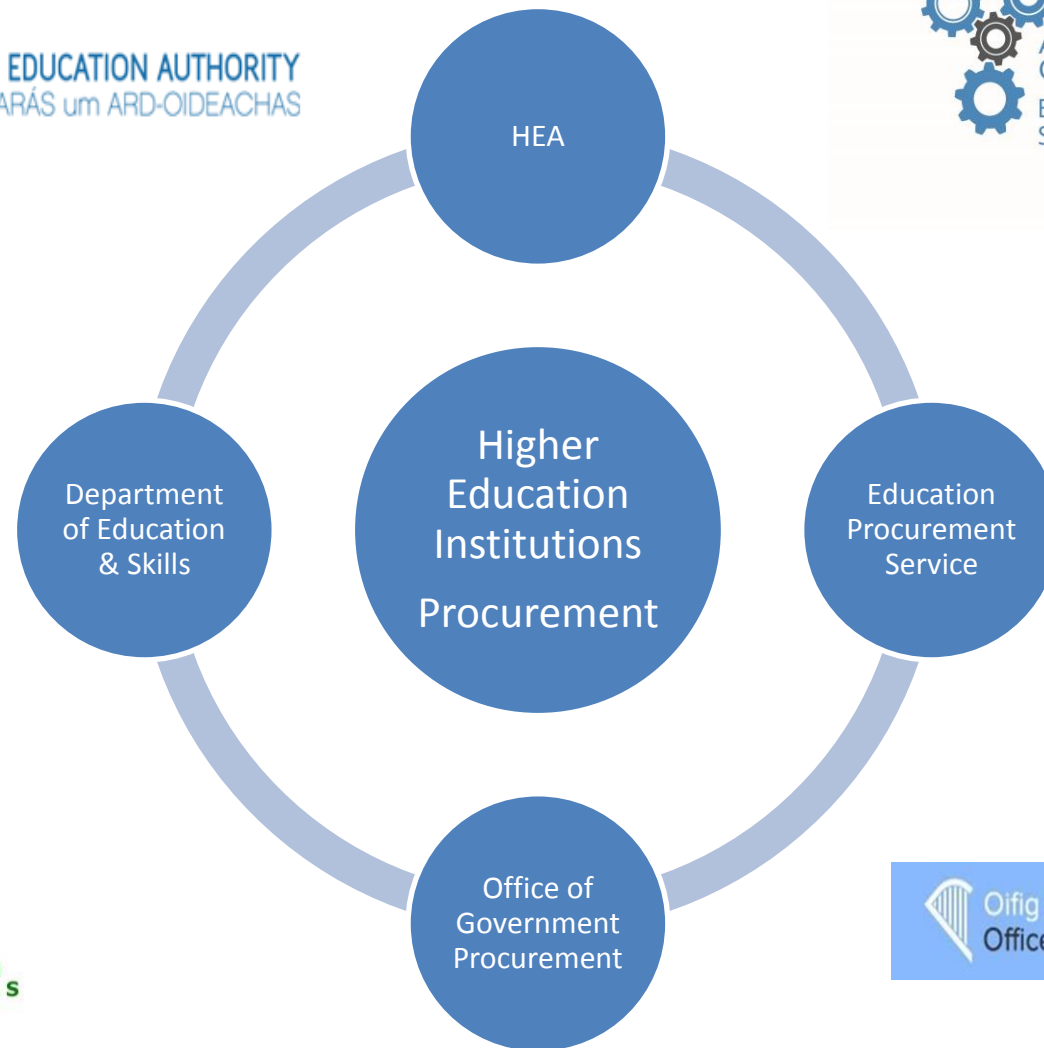 EDUCATION AUTHORITY
ARÁS um ARD-OIDEACHAS
HEA
Higher
Education
Institutions
Procurement
Department
of Education
& Skills
Education
Procurement
Service
Office of
Government
Procurement
Oifig
Office
s